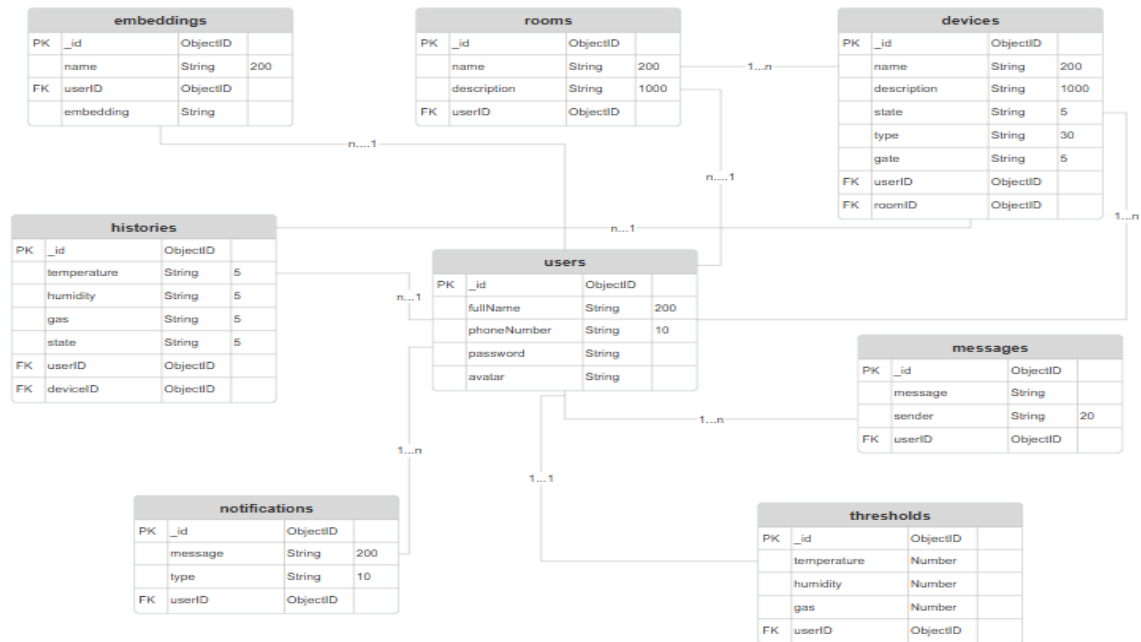 embeddings
PK _id ObjectID
name String 200
FK userID ObjectID
embedding String
rooms
PK _id ObjectID
name String 200
description String 1000
FK userID ObjectID
devices
PK _id ObjectID
name String 200
description String 1000
state String 5
type String 30
gate String 5
FK userID ObjectID
FK roomID ObjectID
1...n
n....1
n....1
1...n
n...1
histories
PK _id ObjectID
temperature String 5
humidity String 5
gas String 5
state String 5
FK userID ObjectID
FK deviceID ObjectID
n...1
users
PK _id ObjectID
fullName String 200
phoneNumber String 10
password String
avatar String
messages
PK _id ObjectID
message String
sender String 20
FK userID ObjectID
1...n
1...n
1...1
notifications
PK _id ObjectID
message String 200
type String 10
FK userID ObjectID
thresholds
PK _id ObjectID
temperature Number
humidity Number
gas Number
FK userID ObjectID